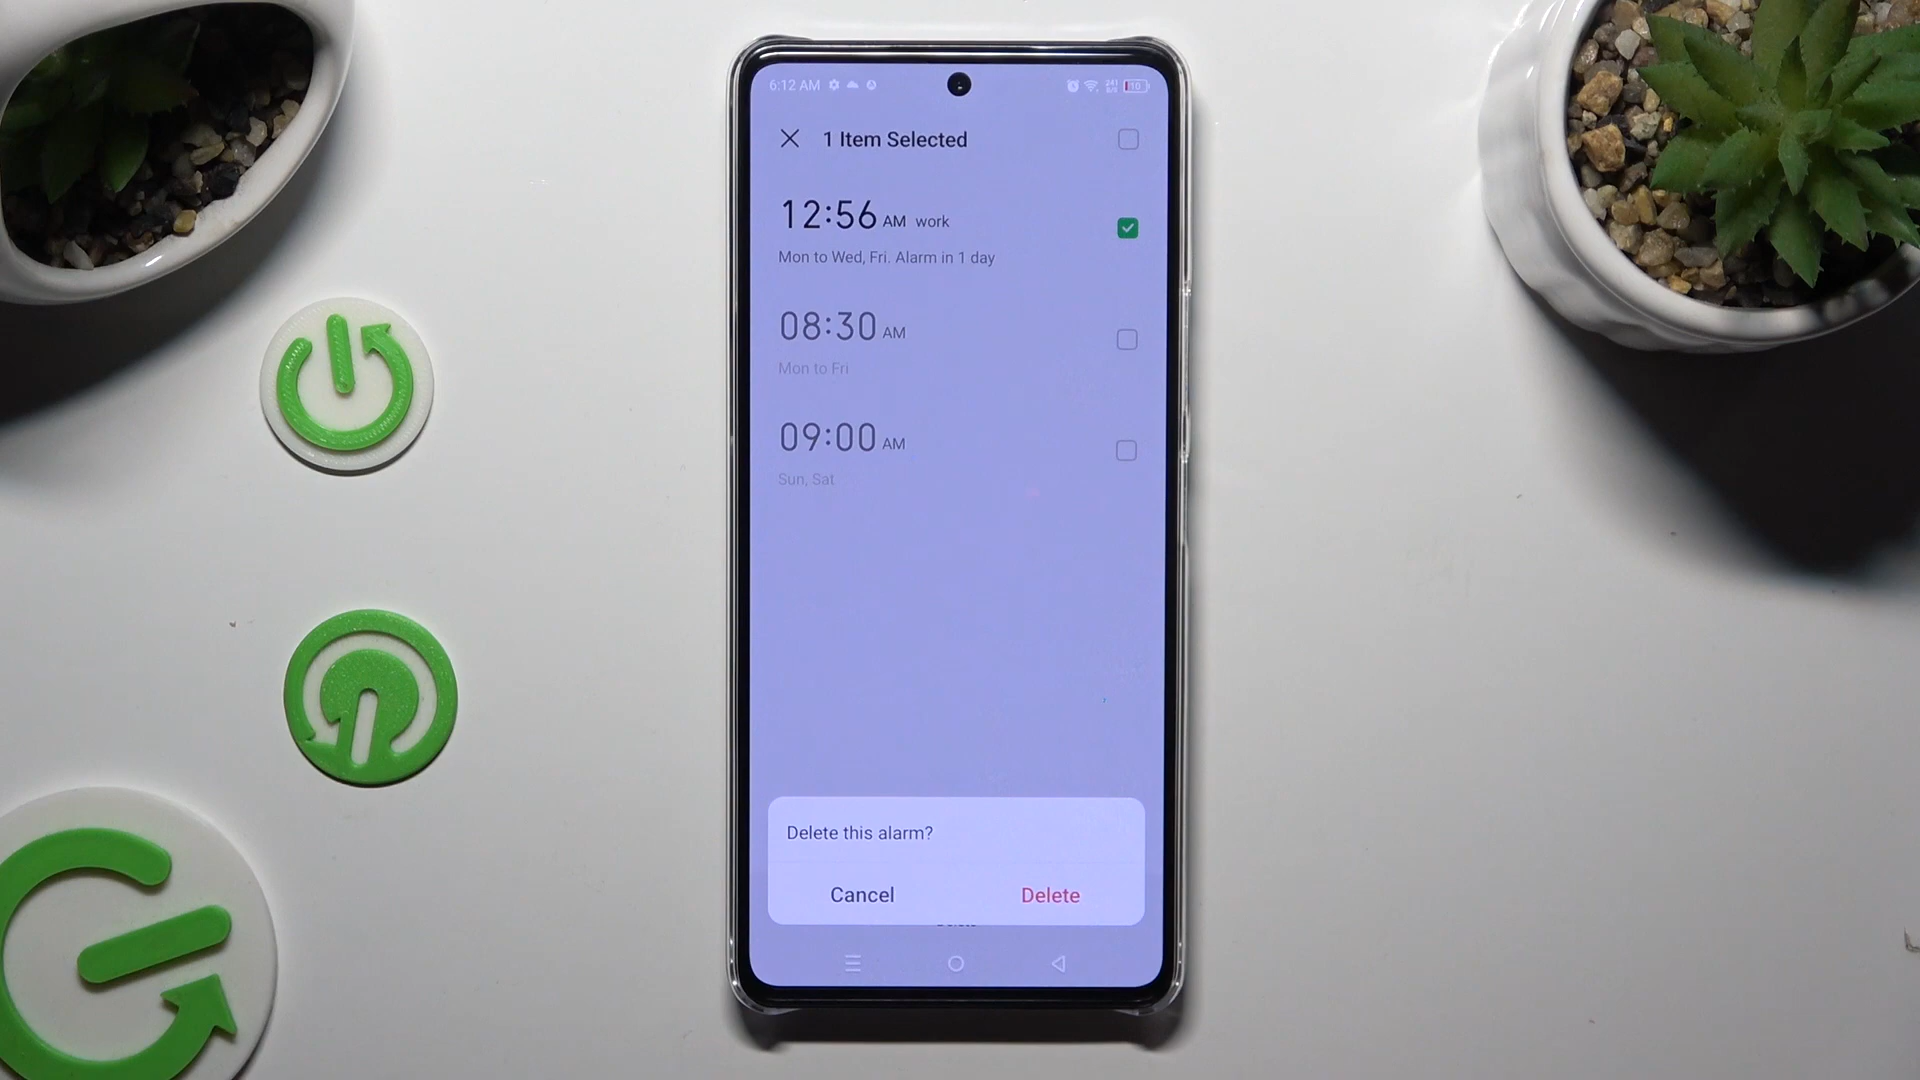 6:12 AM
1 Item Selected
12:56 AM work
Mon to Wed, Fri. Alarm in 1 day
08:30 AM
Mon to Fri
09:00 AM
Sun, Sat
Delete this alarm?
Cancel Delete